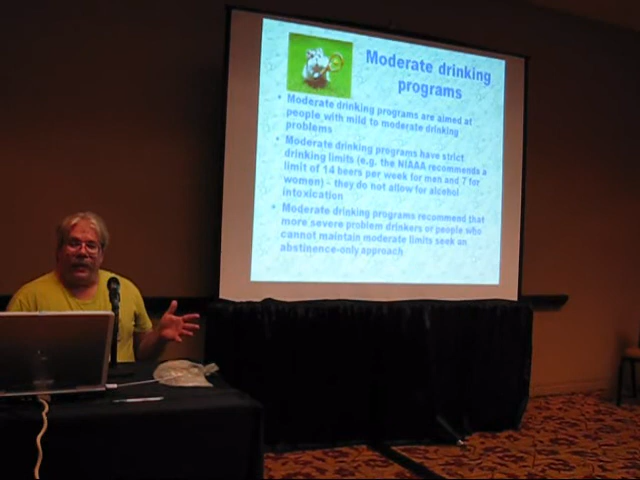 Moderate drinking
programs
• Moderate drinking programs are aimed at
people with mild to moderate drinking
problems
• Moderate drinking programs have strict
drinking limits (e.g. the NIAAA recommends a
limit of 14 beers per week for men and 7 for
women) – they do not allow for alcohol
intoxication
• Moderate drinking programs recommend that
more severe problem drinkers or people who
cannot maintain moderate limits seek an
abstinence-only approach